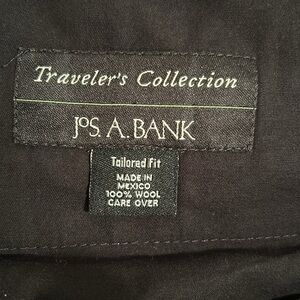 Traveler's Collection
JOS. A. BANK
Tailored Fit
MADE IN
MEXICO
100% WOOL
CARE OVER